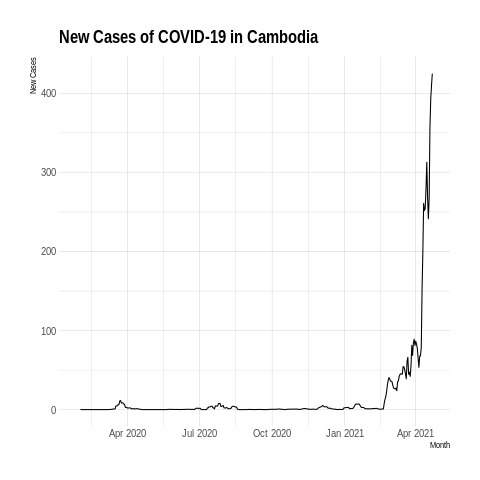 New Cases of COVID-19 in Cambodia
New Cases
400
300
200
100
0
Apr 2020 Jul 2020 Oct 2020 Jan 2021 Apr 2021
Month